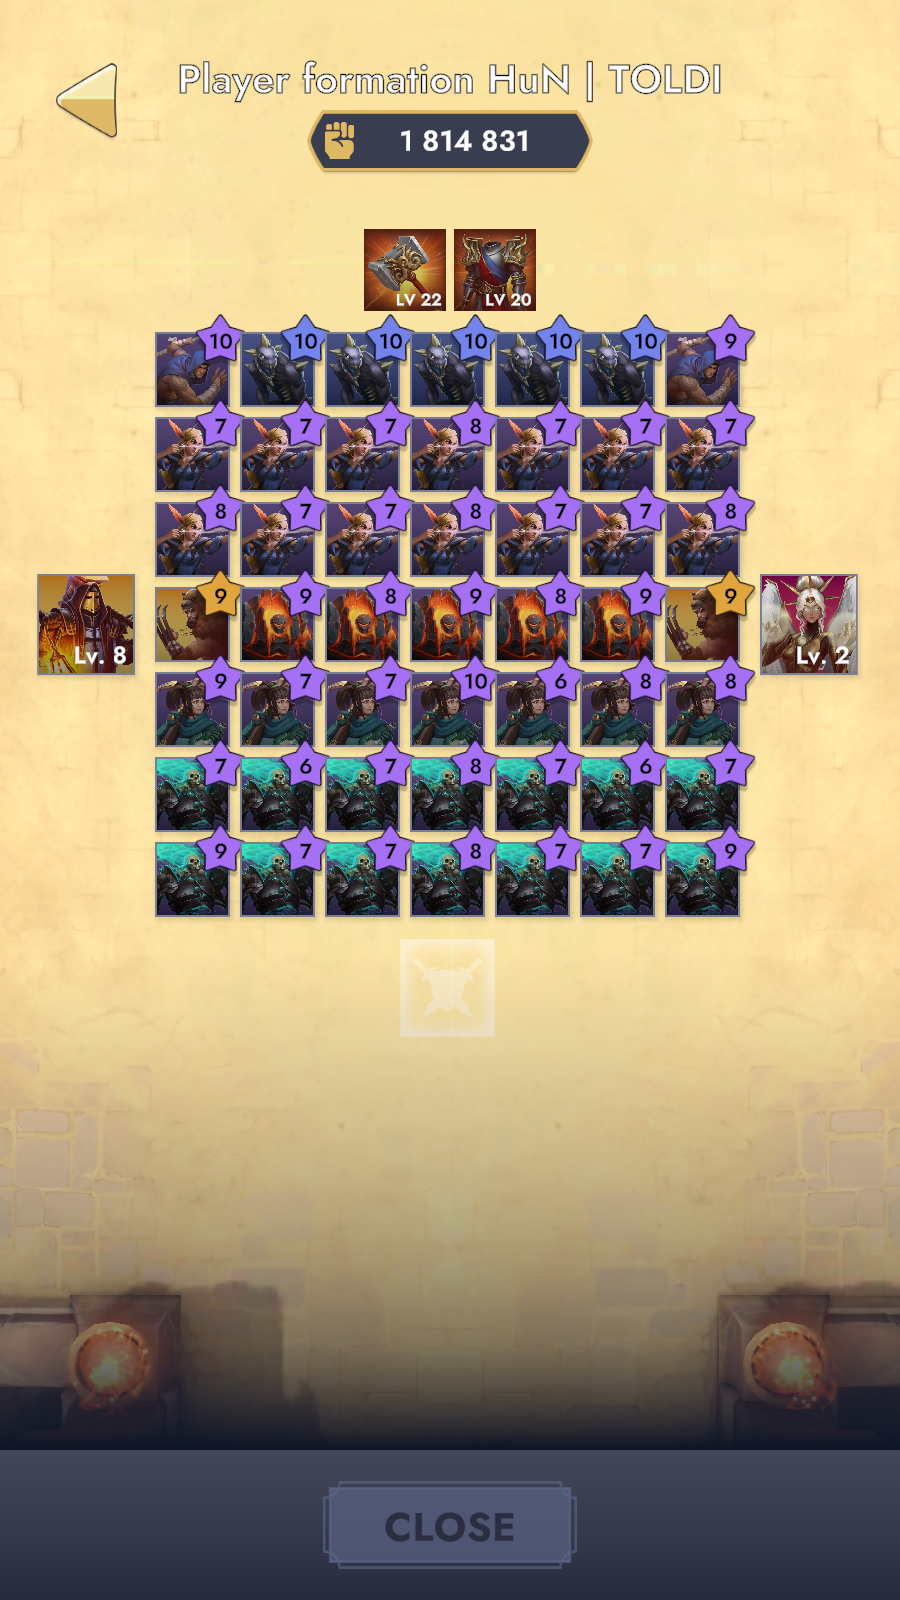 Player formation HuN | TOLDI
1 814 831
LV 22 LV 20
10 10 10 10 10 10 9
7 7 7 8 7 7 7
8 7 7 8 7 7 8
9 9 8 9 8 9 9
Lv. 8 Lv. 2
9 7 7 10 6 8 8
7 6 7 8 7 6 7
9 7 7 8 7 7 9
CLOSE